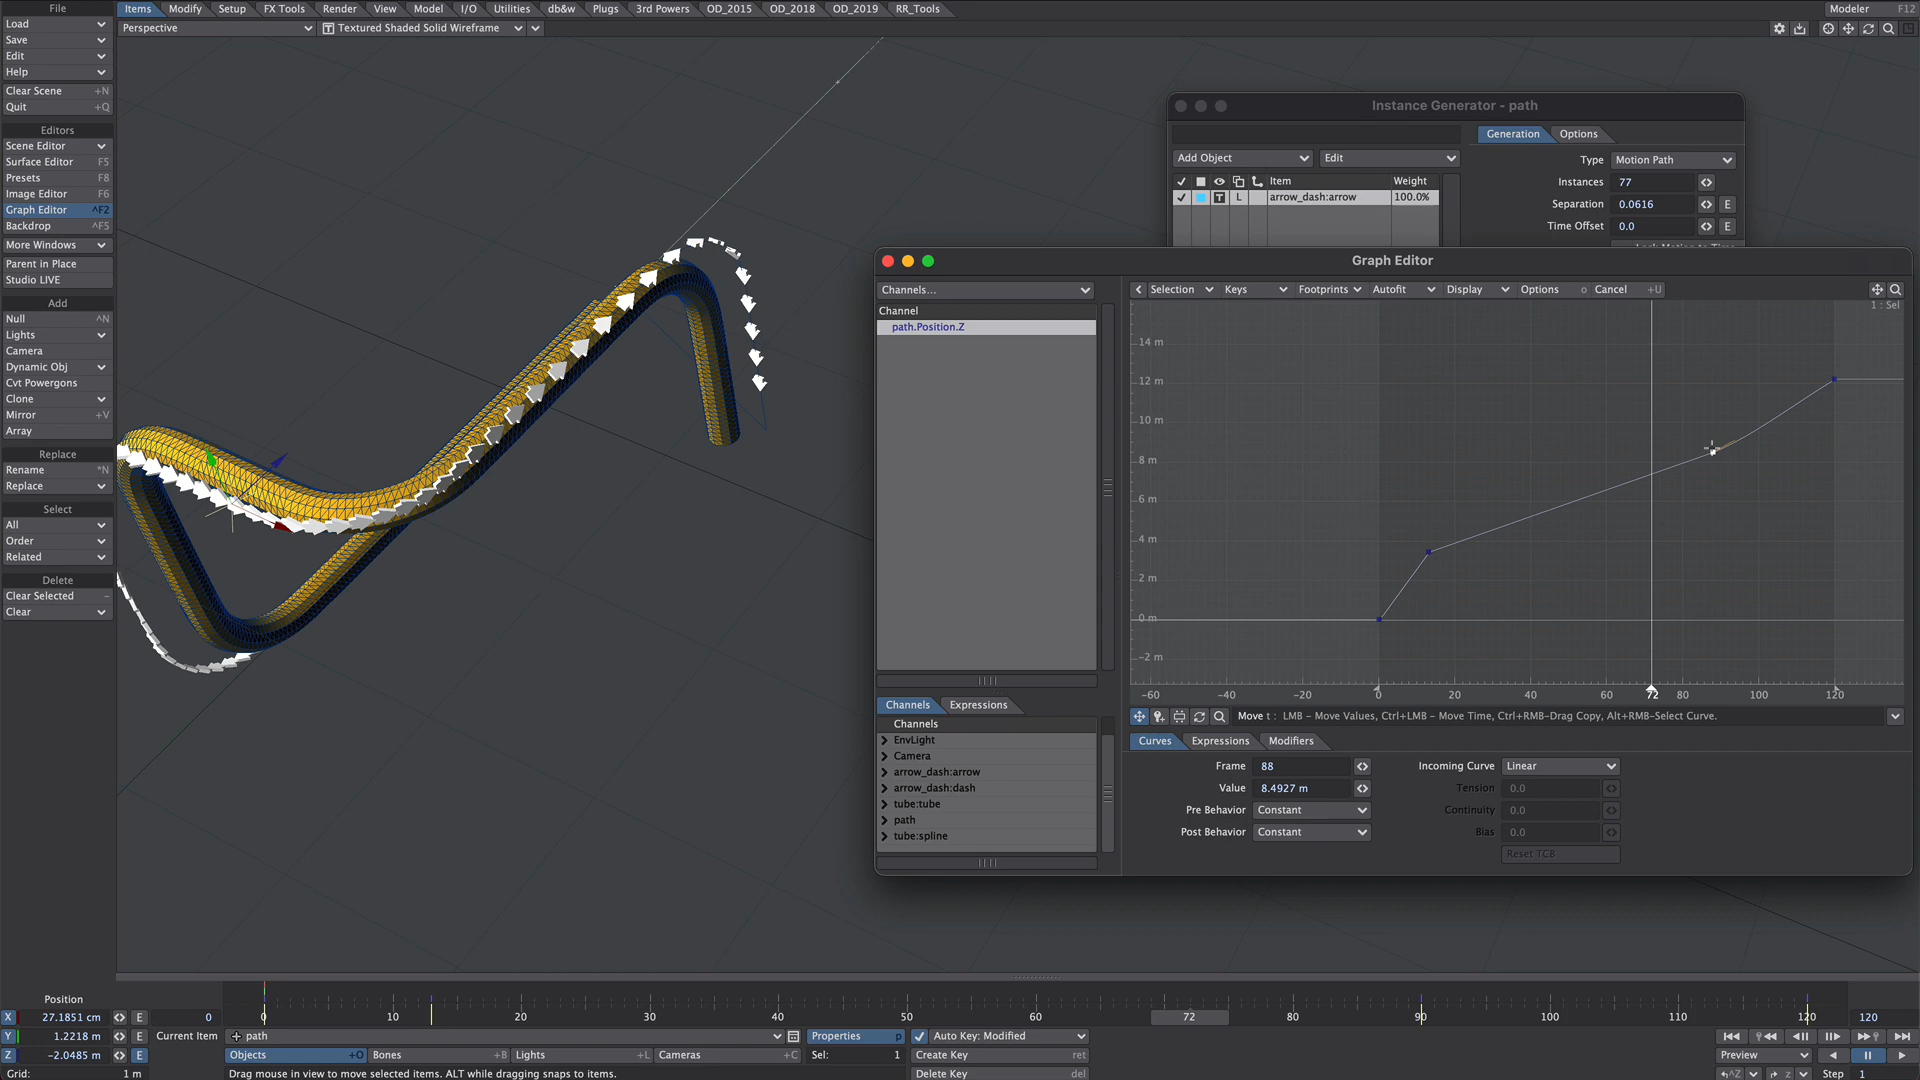 File
Items Modify Setup FX Tools Render View Model I/O Utilities db&w Plugs 3rd Powers OD_2015 OD_2018 OD_2019 RR_Tools
Modeler F12
Load
Save
Edit
Help
Clear Scene +N
Quit +Q
Editors
Scene Editor
Surface Editor F5
Presets F8
Image Editor F6
Graph Editor ^F2
Backdrop ^F5
More Windows
Parent in Place
Studio LIVE
Add
Null ^N
Lights
Camera
Dynamic Obj
Cvt Powergons
Clone
Mirror +V
Array
Replace
Rename *N
Replace
Select
All
Order
Related
Delete
Clear Selected –
Clear
Perspective
T Textured Shaded Solid Wireframe
Instance Generator - path
Generation Options
Add Object Edit
Item Weight
T L arrow_dash:arrow 100.0%
Type Motion Path
Instances 77
Separation 0.0616 E
Time Offset 0.0 E
Graph Editor
Channels...
Channel
path.Position.Z
Channels Expressions
Channels
EnvLight
Camera
arrow_dash:arrow
arrow_dash:dash
tube:tube
path
tube:spline
Selection Keys Footprints Autofit Display Options o Cancel +U
1 : Sel
14 m
12 m
10 m
8 m
6 m
4 m
2 m
0 m
-2 m
-60 -40 -20 0 20 40 60 72 80 100 120
Move t : LMB - Move Values, Ctrl+LMB - Move Time, Ctrl+RMB-Drag Copy, Alt+RMB-Select Curve.
Curves Expressions Modifiers
Frame 88
Value 8.4927 m
Pre Behavior Constant
Post Behavior Constant
Incoming Curve Linear
Tension 0.0
Continuity 0.0
Bias 0.0
Reset TCB
Position
X 27.1851 cm E
Y 1.2218 m E
Z -2.0485 m E
Grid: 1 m
0
0 10 20 30 40 50 60 72 80 90 100 110 120
120
Current Item path
Properties p
Auto Key: Modified
Objects +O Bones +B Lights +L Cameras +C
Sel: 1
Create Key ret
Delete Key del
Drag mouse in view to move selected items. ALT while dragging snaps to items.
Preview
Step 1
^Z z